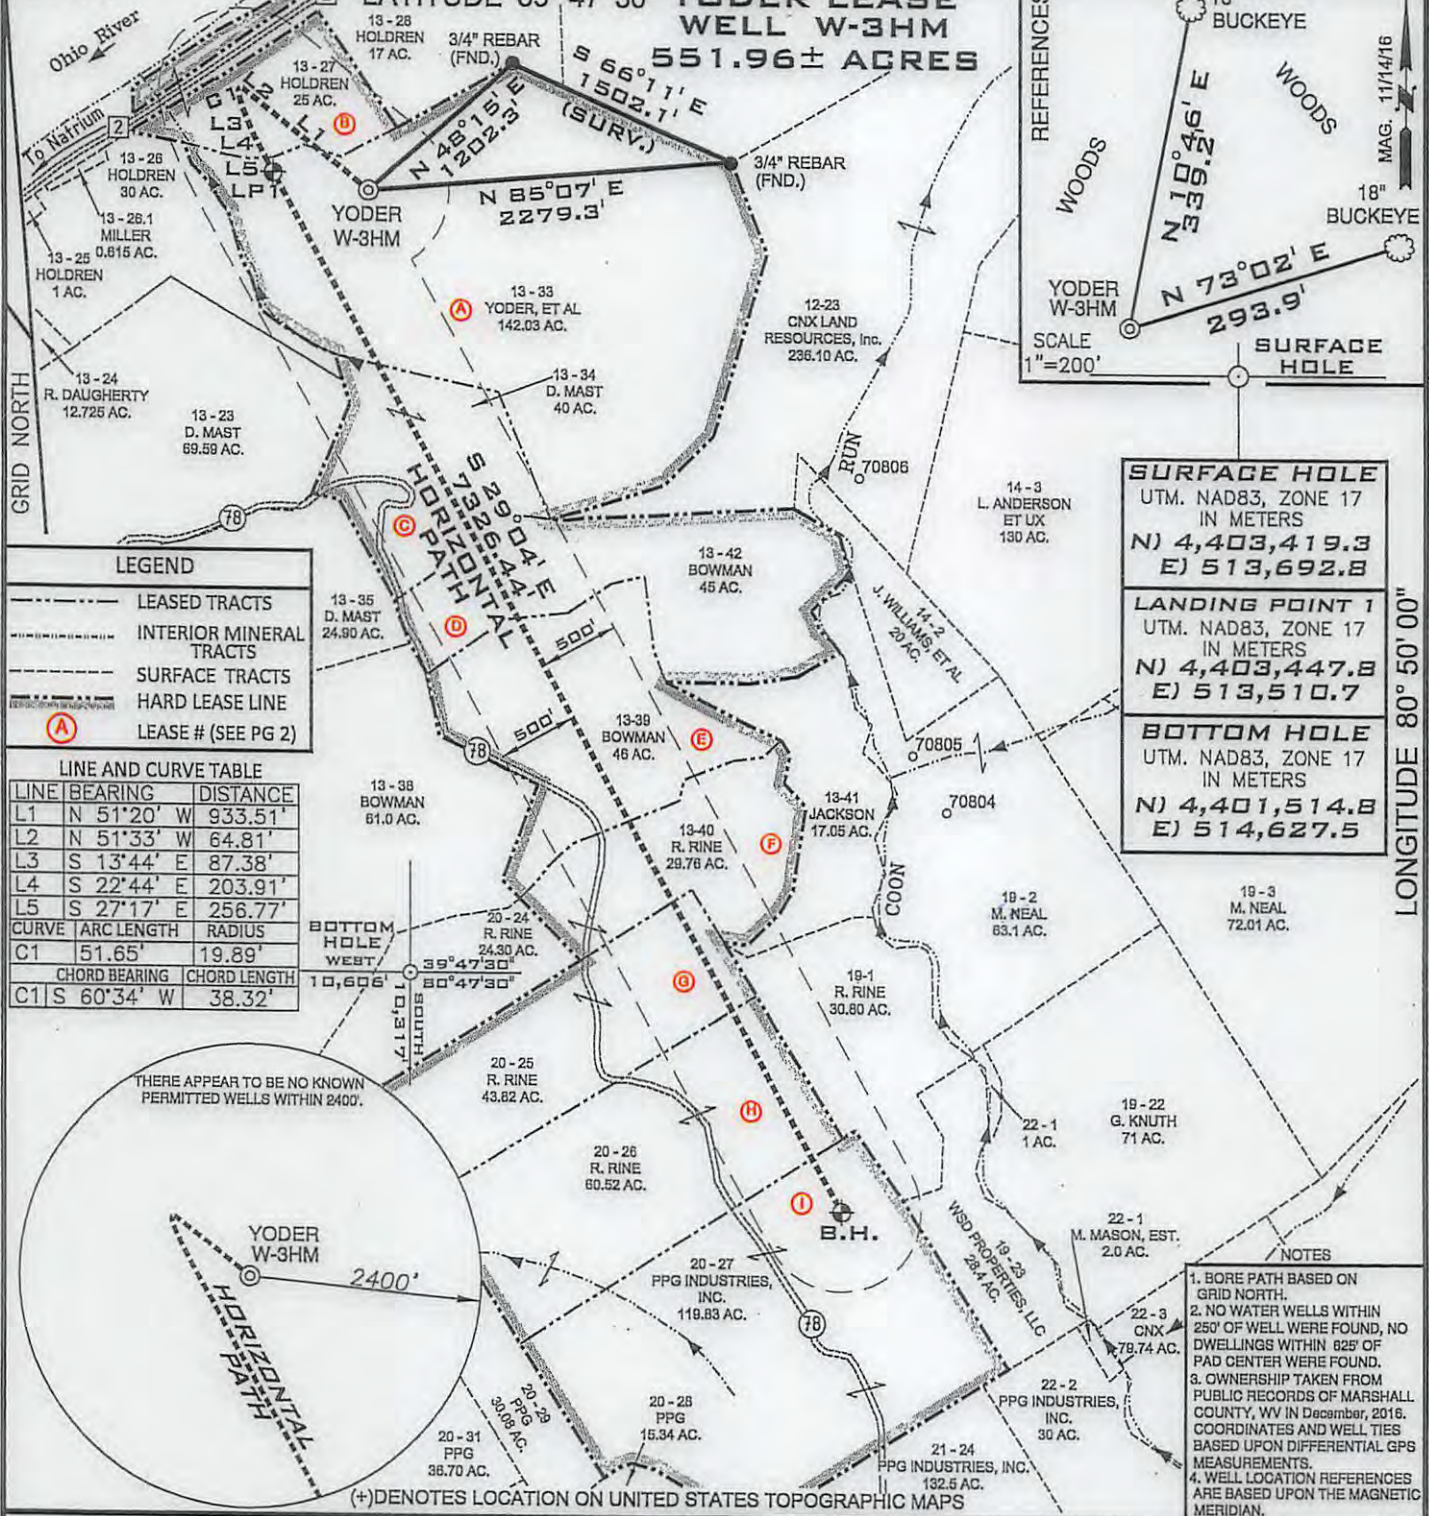 LATITUDE
YODER LEASE
WELL W-3HM
551.96± ACRES
Ohio River
To Natrium
2
13-28
HOLDREN
17 AC.
3/4" REBAR
(FND.)
S 66°11' E
1502.1'
(SURV.)
13-27
HOLDREN
25 AC.
B
C1
L2
L1
L3
L4
L5
LP1
N 48°15' E
1202.3'
3/4" REBAR
(FND.)
N 85°07' E
2279.3'
YODER
W-3HM
13-26
HOLDREN
30 AC.
13-26.1
MILLER
0.615 AC.
13-25
HOLDREN
1 AC.
13-24
R. DAUGHERTY
12.725 AC.
GRID NORTH
13-23
D. MAST
69.59 AC.
A
13-33
YODER, ET AL
142.03 AC.
13-34
D. MAST
40 AC.
12-23
CNX LAND
RESOURCES, Inc.
236.10 AC.
REFERENCES
BUCKEYE
WOODS
WOODS
MAG. 11/14/16
N 10°46' E
339.2'
18"
BUCKEYE
YODER
W-3HM
N 73°02' E
293.9'
SCALE
1"=200'
SURFACE
HOLE
SURFACE HOLE
UTM. NAD83, ZONE 17
IN METERS
N) 4,403,419.3
E) 513,692.8
LANDING POINT 1
UTM. NAD83, ZONE 17
IN METERS
N) 4,403,447.8
E) 513,510.7
BOTTOM HOLE
UTM. NAD83, ZONE 17
IN METERS
N) 4,401,514.8
E) 514,627.5
LONGITUDE 80° 50' 00"
78
C
S 29°04' E
7326.44'
HORIZONTAL
PATH
RUN
70806
14-3
L. ANDERSON
ET UX
130 AC.
13-42
BOWMAN
45 AC.
14-2
J. WILLIAMS, ET AL
20 AC.
LEGEND
LEASED TRACTS
INTERIOR MINERAL
TRACTS
SURFACE TRACTS
HARD LEASE LINE
A LEASE # (SEE PG 2)
13-35
D. MAST
24.90 AC.
D
500'
500'
78
13-39
BOWMAN
46 AC.
E
70805
70804
COON
LINE AND CURVE TABLE
LINE BEARING DISTANCE
L1 N 51°20' W 933.51'
L2 N 51°33' W 64.81'
L3 S 13°44' E 87.38'
L4 S 22°44' E 203.91'
L5 S 27°17' E 256.77'
CURVE ARC LENGTH RADIUS
C1 51.65' 19.89'
CHORD BEARING CHORD LENGTH
C1 S 60°34' W 38.32'
13-38
BOWMAN
61.0 AC.
13-41
JACKSON
17.05 AC.
13-40
R. RINE
29.76 AC.
F
BOTTOM
HOLE
WEST
10,606'
39°47'30"
80°47'30"
SOUTH
10,317'
20-24
R. RINE
24.30 AC.
G
19-1
R. RINE
30.80 AC.
19-2
M. NEAL
63.1 AC.
19-3
M. NEAL
72.01 AC.
THERE APPEAR TO BE NO KNOWN
PERMITTED WELLS WITHIN 2400'.
YODER
W-3HM
2400'
HORIZONTAL
PATH
20-25
R. RINE
43.82 AC.
H
20-26
R. RINE
60.52 AC.
I
B.H.
22-1
1 AC.
19-22
G. KNUTH
71 AC.
22-1
M. MASON, EST.
2.0 AC.
WSD PROPERTIES, LLC
19-23
28.4 AC.
20-27
PPG INDUSTRIES,
INC.
119.83 AC.
78
22-3
CNX
79.74 AC.
20-29
PPG
20-28
PPG
15.34 AC.
20-31
PPG
36.70 AC.
22-2
PPG INDUSTRIES,
INC.
30 AC.
21-24
PPG INDUSTRIES, INC.
132.5 AC.
NOTES
1. BORE PATH BASED ON
GRID NORTH.
2. NO WATER WELLS WITHIN
250' OF WELL WERE FOUND, NO
DWELLINGS WITHIN 625' OF
PAD CENTER WERE FOUND.
3. OWNERSHIP TAKEN FROM
PUBLIC RECORDS OF MARSHALL
COUNTY, WV IN December, 2016.
COORDINATES AND WELL TIES
BASED UPON DIFFERENTIAL GPS
MEASUREMENTS.
4. WELL LOCATION REFERENCES
ARE BASED UPON THE MAGNETIC
MERIDIAN.
(+)DENOTES LOCATION ON UNITED STATES TOPOGRAPHIC MAPS